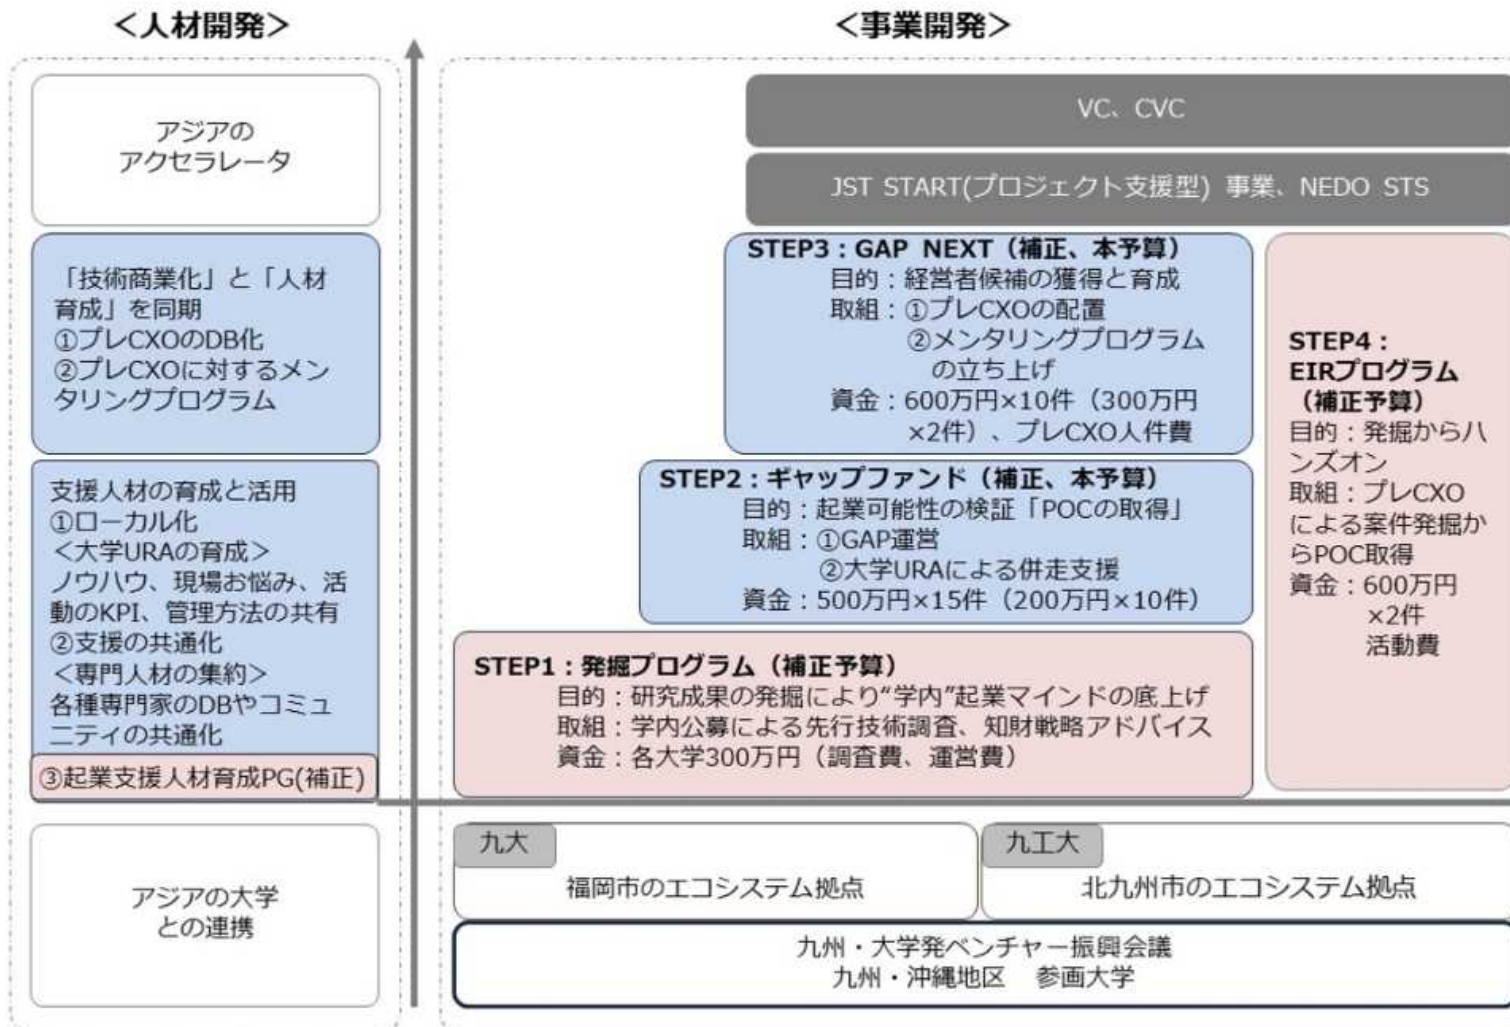 ＜人材開発＞
＜事業開発＞
アジアの
アクセラレータ
「技術商業化」と「人材
育成」を同期
①プレCXOのDB化
②プレCXOに対するメン
タリングプログラム
支援人材の育成と活用
①ローカル化
＜大学URAの育成＞
ノウハウ、現場お悩み、活
動のKPI、管理方法の共有
②支援の共通化
＜専門人材の集約＞
各種専門家のDBやコミュ
ニティの共通化
③起業支援人材育成PG(補正)
アジアの大学
との連携
VC、CVC
JST START(プロジェクト支援型) 事業、NEDO STS
STEP3：GAP NEXT（補正、本予算）
目的：経営者候補の獲得と育成
取組：①プレCXOの配置
②メンタリングプログラム
の立ち上げ
資金：600万円×10件（300万円
×2件）、プレCXO人件費
STEP4：
EIRプログラム
（補正予算）
目的：発掘からハ
ンズオン
取組：プレCXO
による案件発掘か
らPOC取得
資金：600万円
×2件
活動費
STEP2：ギャップファンド（補正、本予算）
目的：起業可能性の検証「POCの取得」
取組：①GAP運営
②大学URAによる併走支援
資金：500万円×15件（200万円×10件）
STEP1：発掘プログラム（補正予算）
目的：研究成果の発掘により“学内”起業マインドの底上げ
取組：学内公募による先行技術調査、知財戦略アドバイス
資金：各大学300万円（調査費、運営費）
九大
福岡市のエコシステム拠点
九工大
北九州市のエコシステム拠点
九州・大学発ベンチャー振興会議
九州・沖縄地区　参画大学